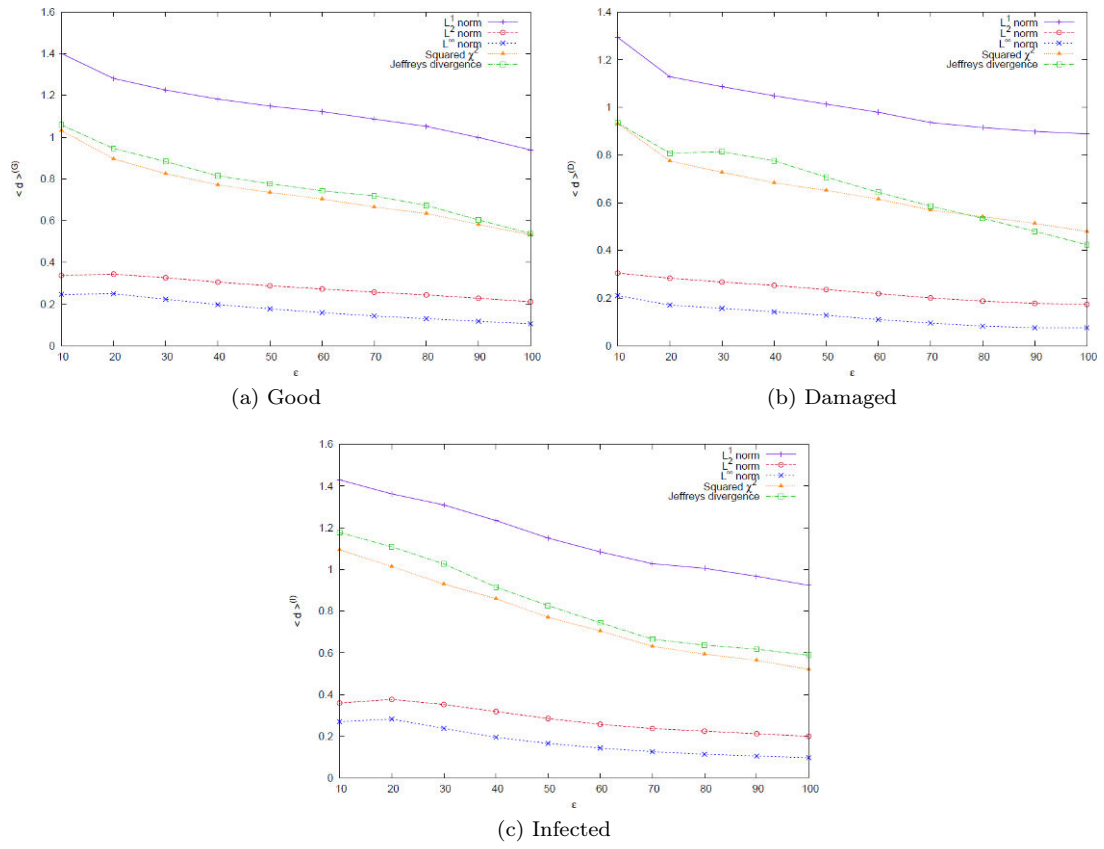 1.6
1.4
1.2
1
0.8
0.6
0.4
0.2
0
< d >(G)
10 20 30 40 50 60 70 80 90 100
ε
L¹ norm
L² norm
L∞ norm
Squared χ²
Jeffreys divergence
(a) Good
1.4
1.2
1
0.8
0.6
0.4
0.2
0
< d >(D)
10 20 30 40 50 60 70 80 90 100
ε
L¹ norm
L² norm
L∞ norm
Squared χ²
Jeffreys divergence
(b) Damaged
1.6
1.4
1.2
1
0.8
0.6
0.4
0.2
0
< d >(I)
10 20 30 40 50 60 70 80 90 100
ε
L¹ norm
L² norm
L∞ norm
Squared χ²
Jeffreys divergence
(c) Infected